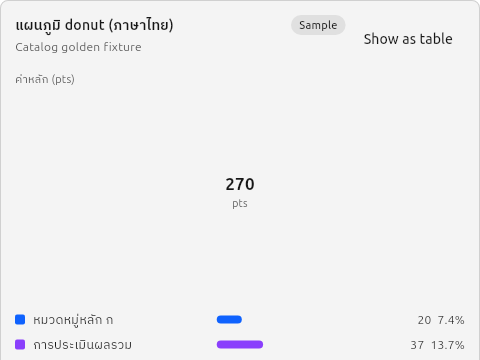 แผนภูมิ donut (ภาษาไทย)
Sample
Show as table
Catalog golden fixture
ค่าหลัก (pts)
270
pts
หมวดหมู่หลัก ก 20 7.4%
การประเมินผลรวม 37 13.7%